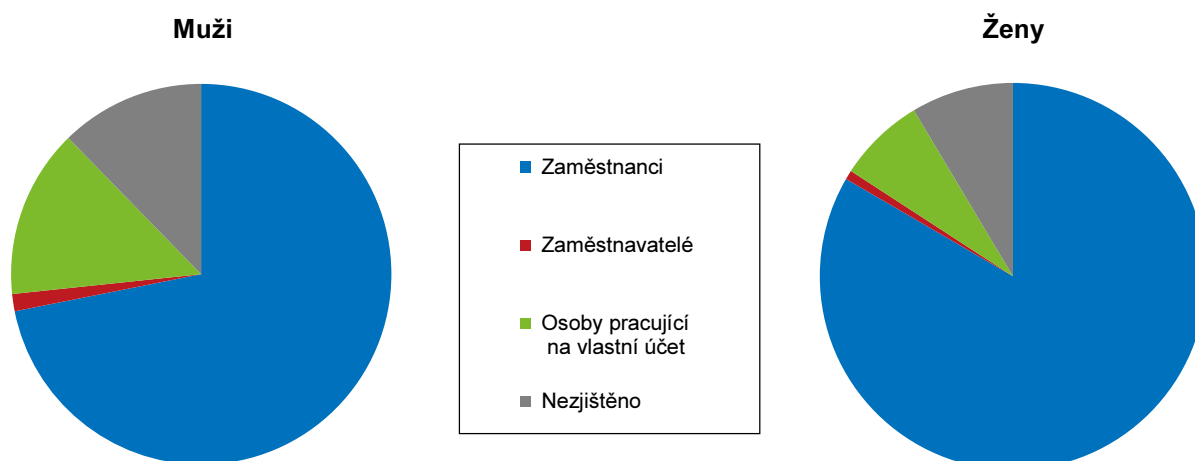 Muži
Ženy
Zaměstnanci
Zaměstnavatelé
Osoby pracující
na vlastní účet
Nezjištěno